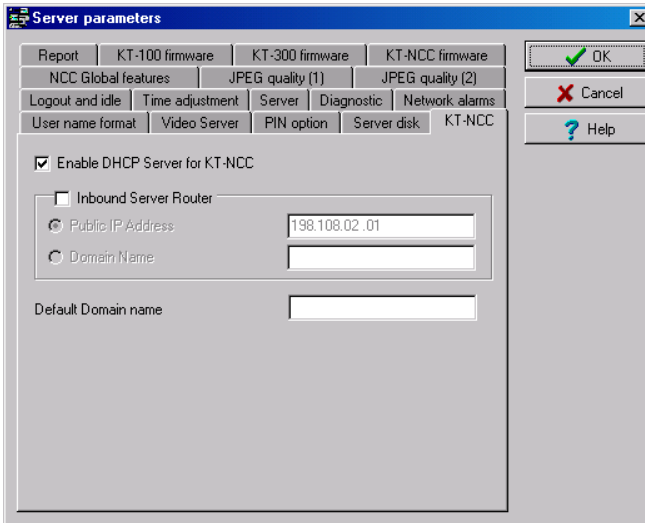 Server parameters
Report KT-100 firmware KT-300 firmware KT-NCC firmware
NCC Global features JPEG quality (1) JPEG quality (2)
Logout and idle Time adjustment Server Diagnostic Network alarms
User name format Video Server PIN option Server disk KT-NCC
OK
Cancel
Help
Enable DHCP Server for KT-NCC
Inbound Server Router
Public IP Address 198.108.02 .01
Domain Name
Default Domain name